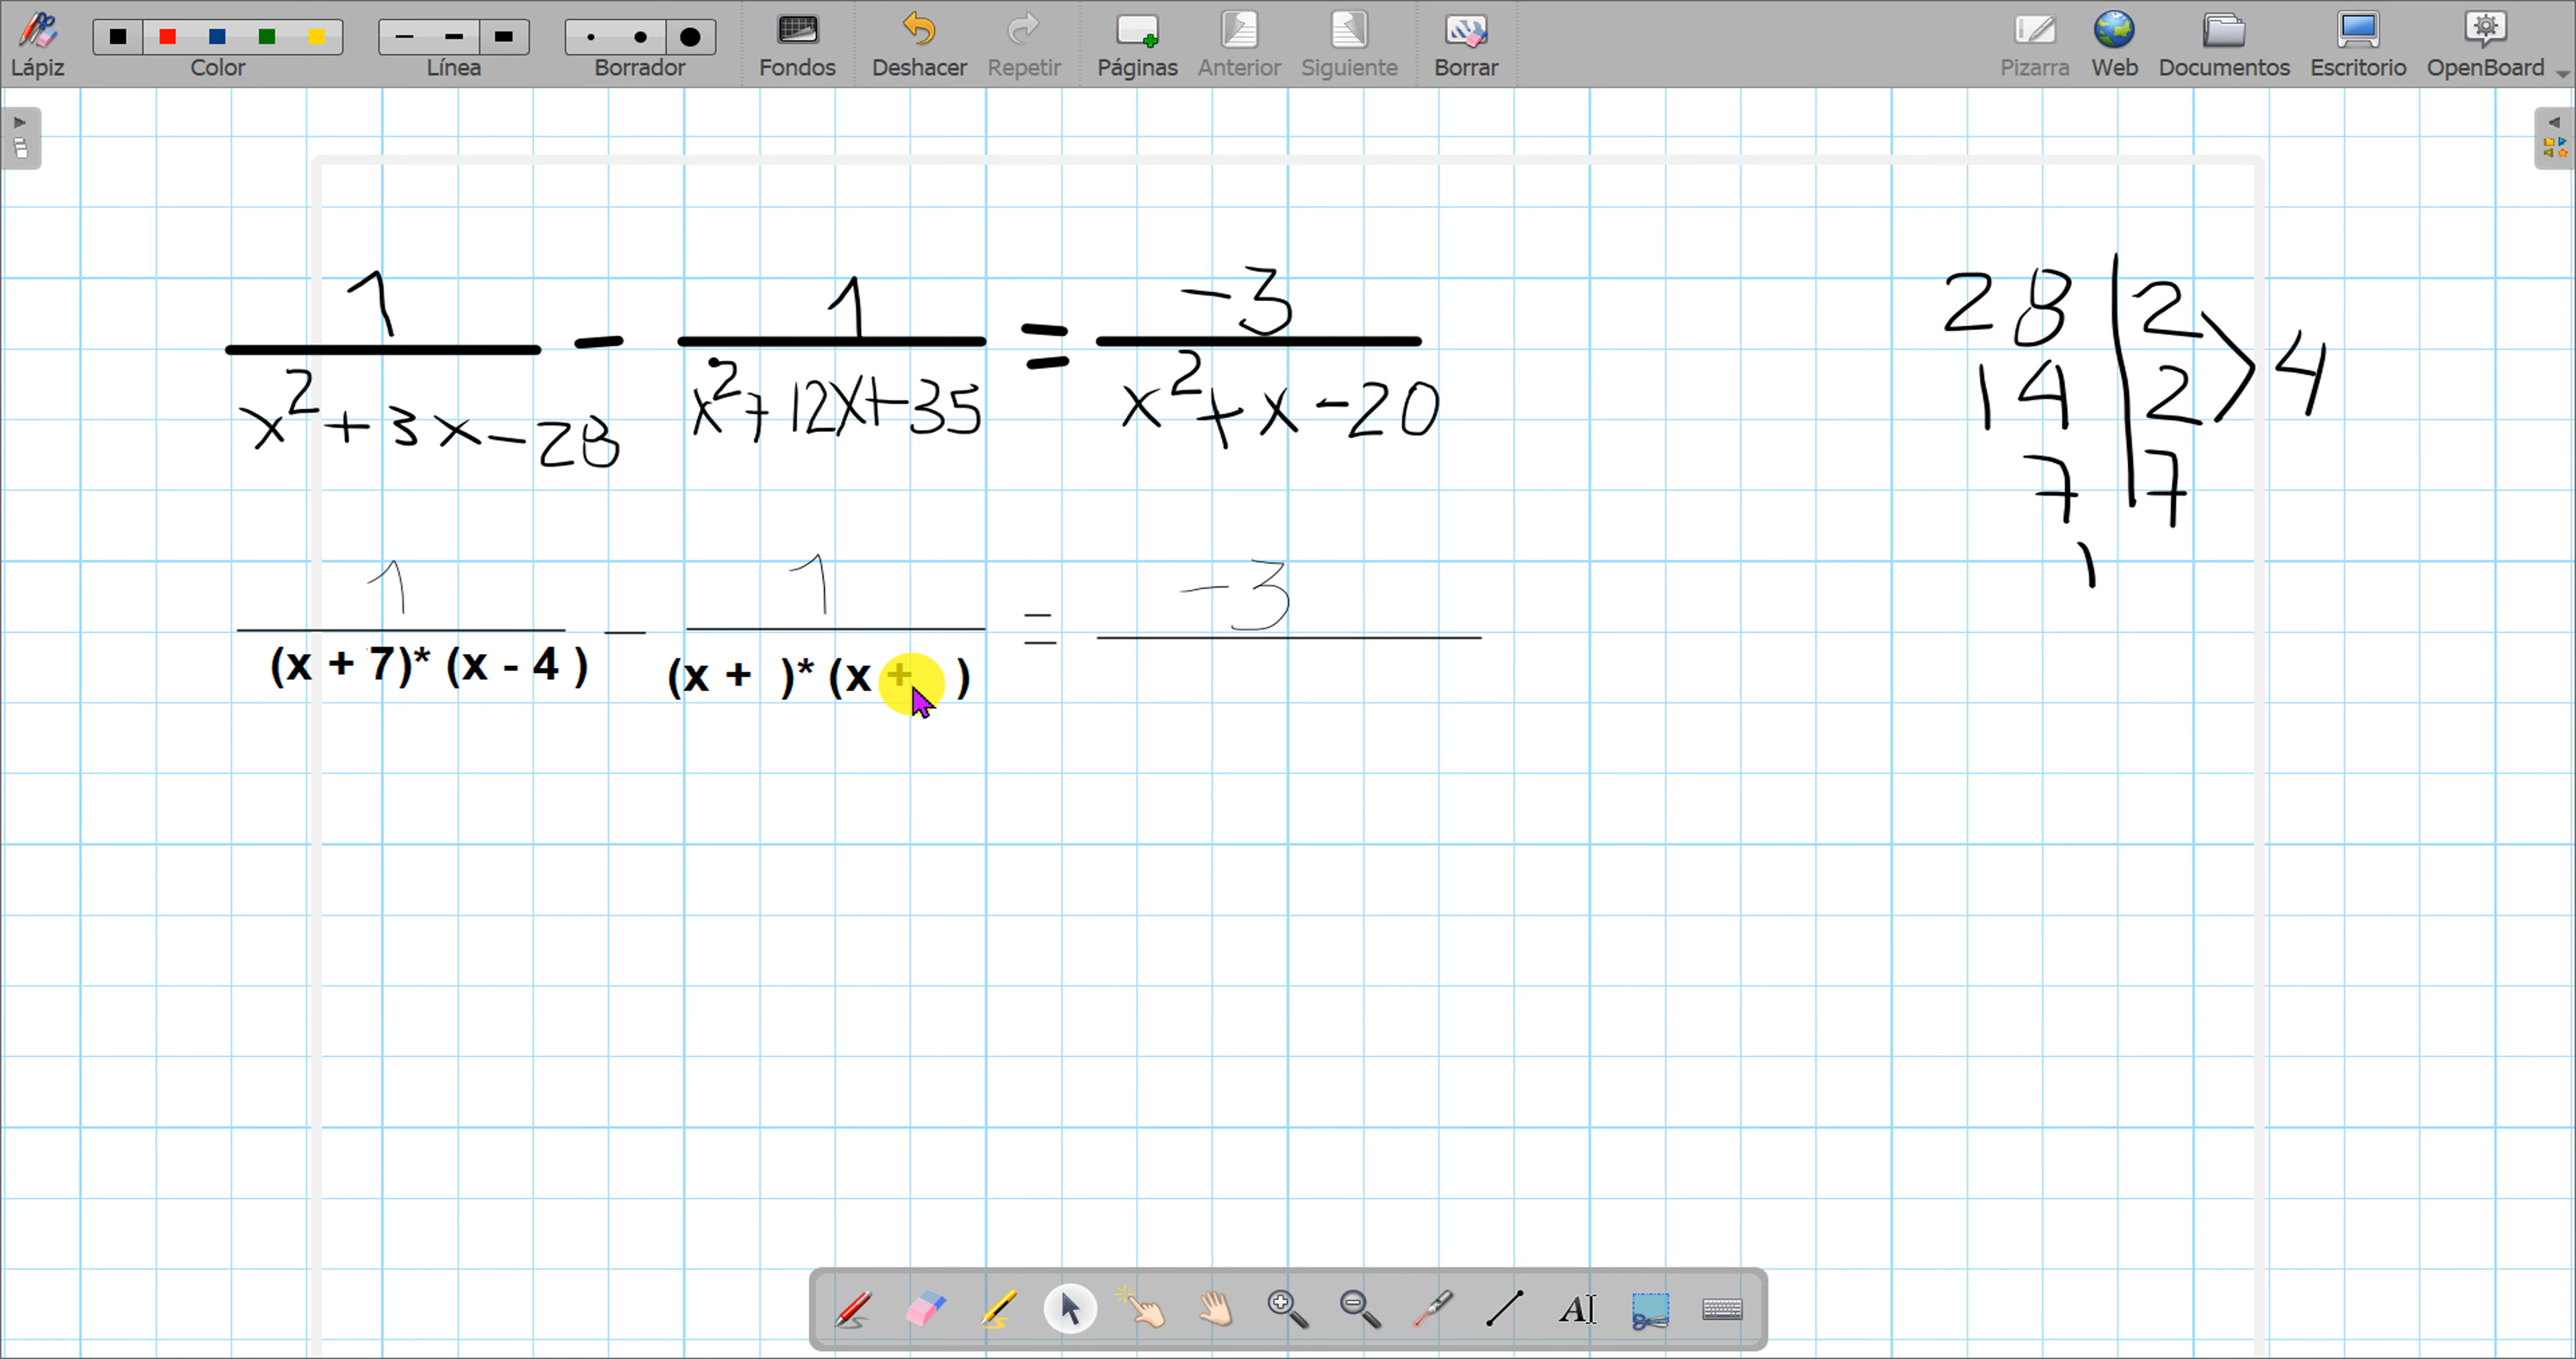 Lápiz Color Línea Borrador Fondos Deshacer Repetir Páginas Anterior Siguiente Borrar Pizarra Web Documentos Escritorio OpenBoard
1 / x² + 3x - 28 - 1 / x² + 12x + 35 = -3 / x² + x - 20
28 | 2
14 | 2 > 4
7 | 7
1
1 / (x + 7)* (x - 4 ) - 1 / (x + )* (x + ) = -3